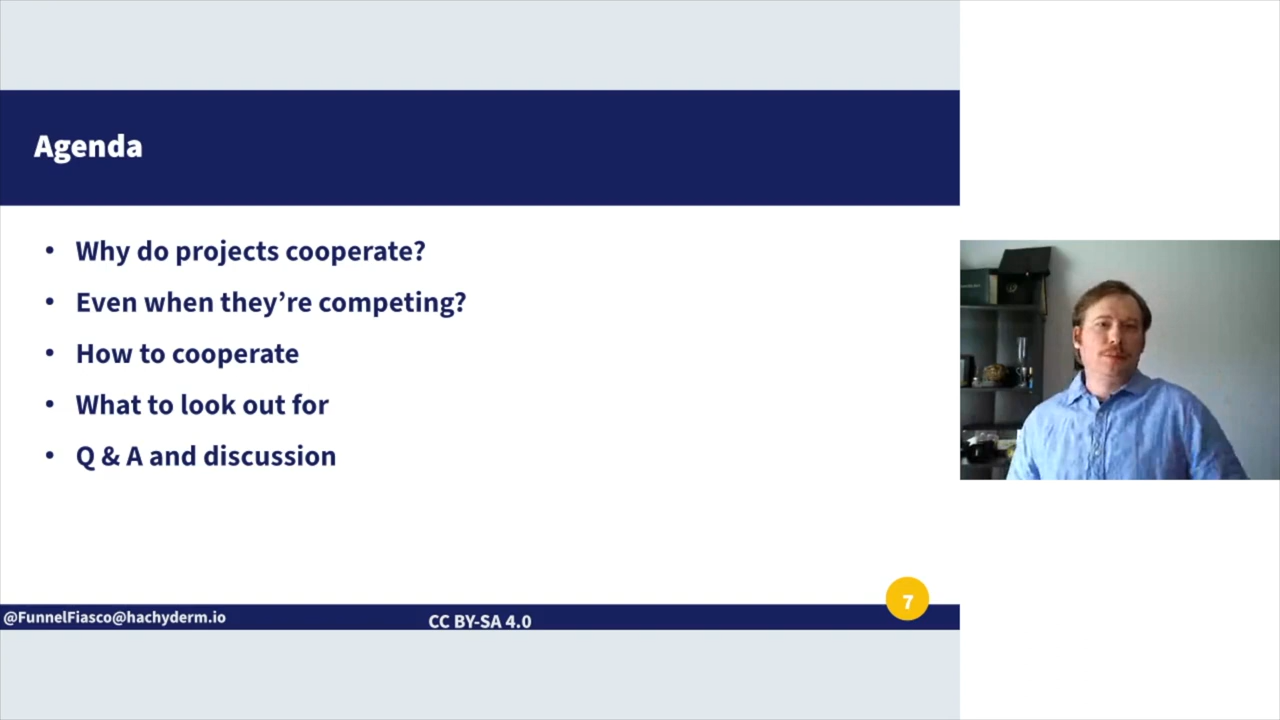 Agenda
• Why do projects cooperate?
• Even when they’re competing?
• How to cooperate
• What to look out for
• Q & A and discussion
7
@FunnelFiasco@hachyderm.io
CC BY-SA 4.0